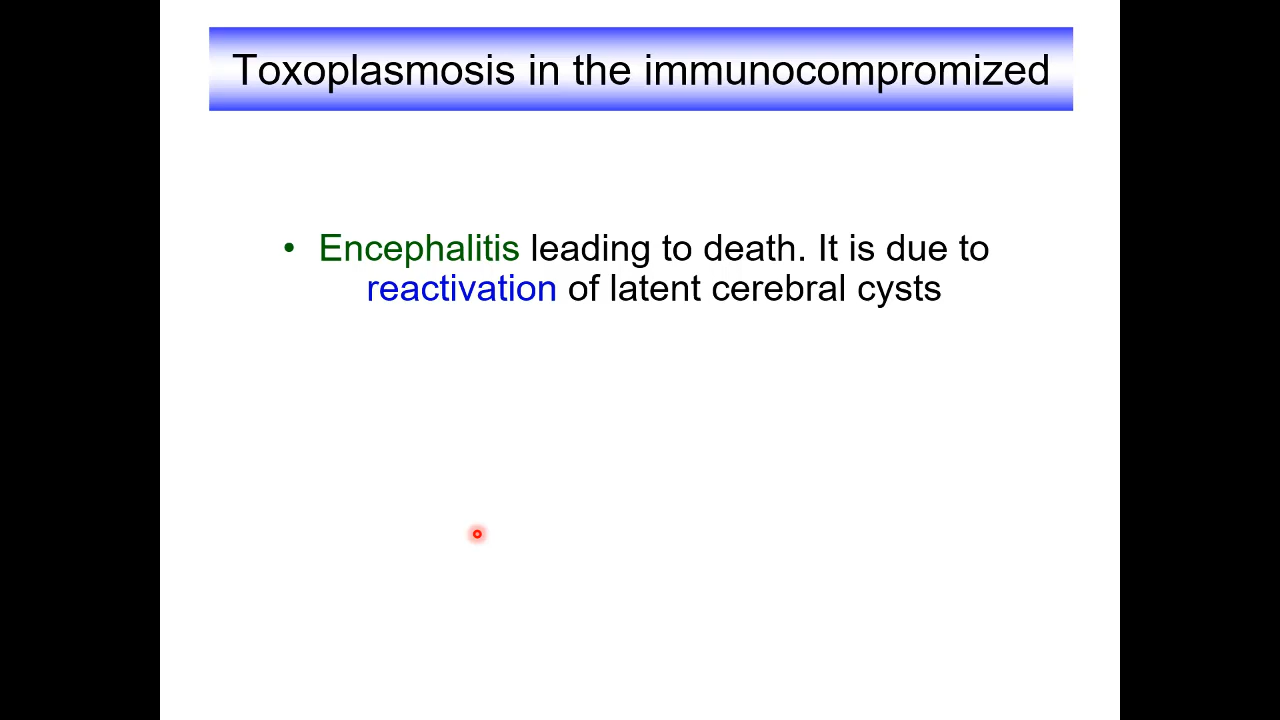 Toxoplasmosis in the immunocompromized
• Encephalitis leading to death. It is due to
reactivation of latent cerebral cysts